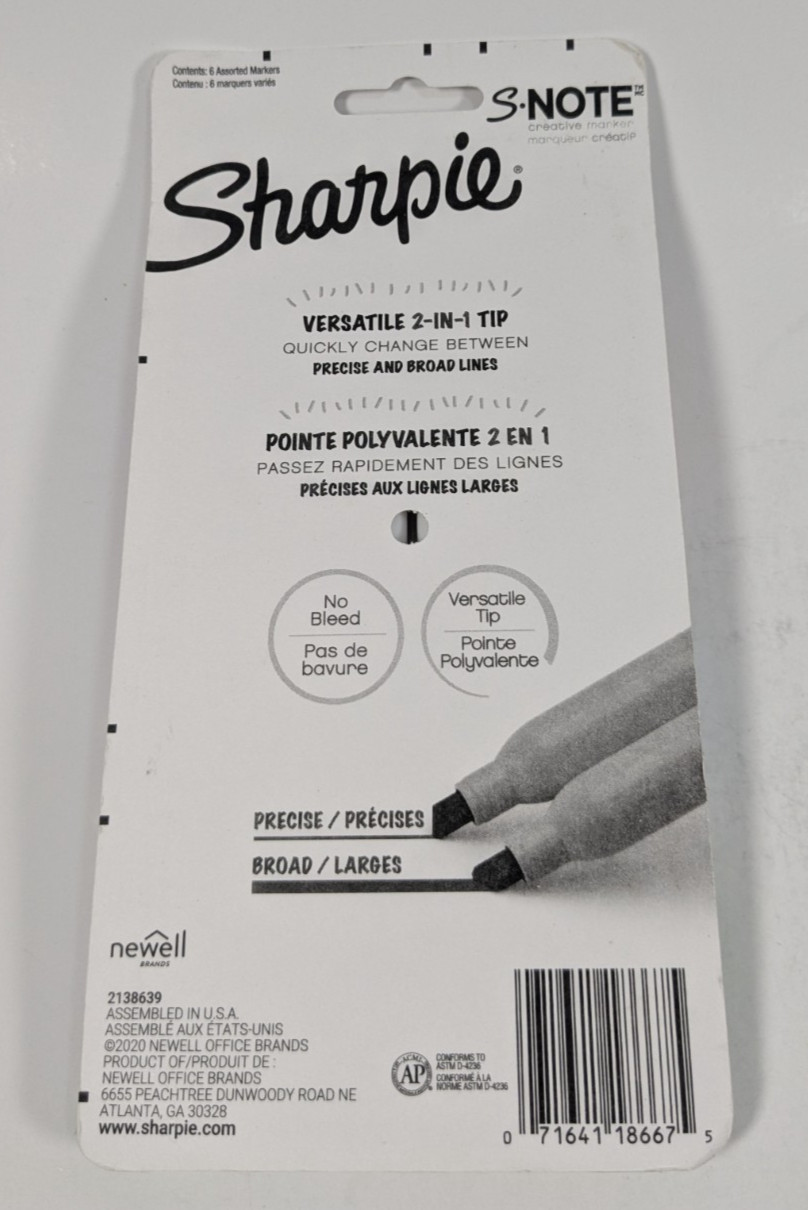 Contents: 6 Assorted Markers
Contenu : 6 marqueurs variés
S·NOTE™
MC
creative marker
marqueur créatif
Sharpie®
VERSATILE 2-IN-1 TIP
QUICKLY CHANGE BETWEEN
PRECISE AND BROAD LINES
POINTE POLYVALENTE 2 EN 1
PASSEZ RAPIDEMENT DES LIGNES
PRÉCISES AUX LIGNES LARGES
No
Bleed
Pas de
bavure
Versatile
Tip
Pointe
Polyvalente
PRECISE / PRÉCISES
BROAD / LARGES
newell
BRANDS
2138639
ASSEMBLED IN U.S.A.
ASSEMBLÉ AUX ÉTATS-UNIS
©2020 NEWELL OFFICE BRANDS
PRODUCT OF/PRODUIT DE :
NEWELL OFFICE BRANDS
6655 PEACHTREE DUNWOODY ROAD NE
ATLANTA, GA 30328
www.sharpie.com
ACMI
AP
CONFORMS TO
ASTM D-4236
CONFORME À LA
NORME ASTM D-4236
0 71641 18667 5